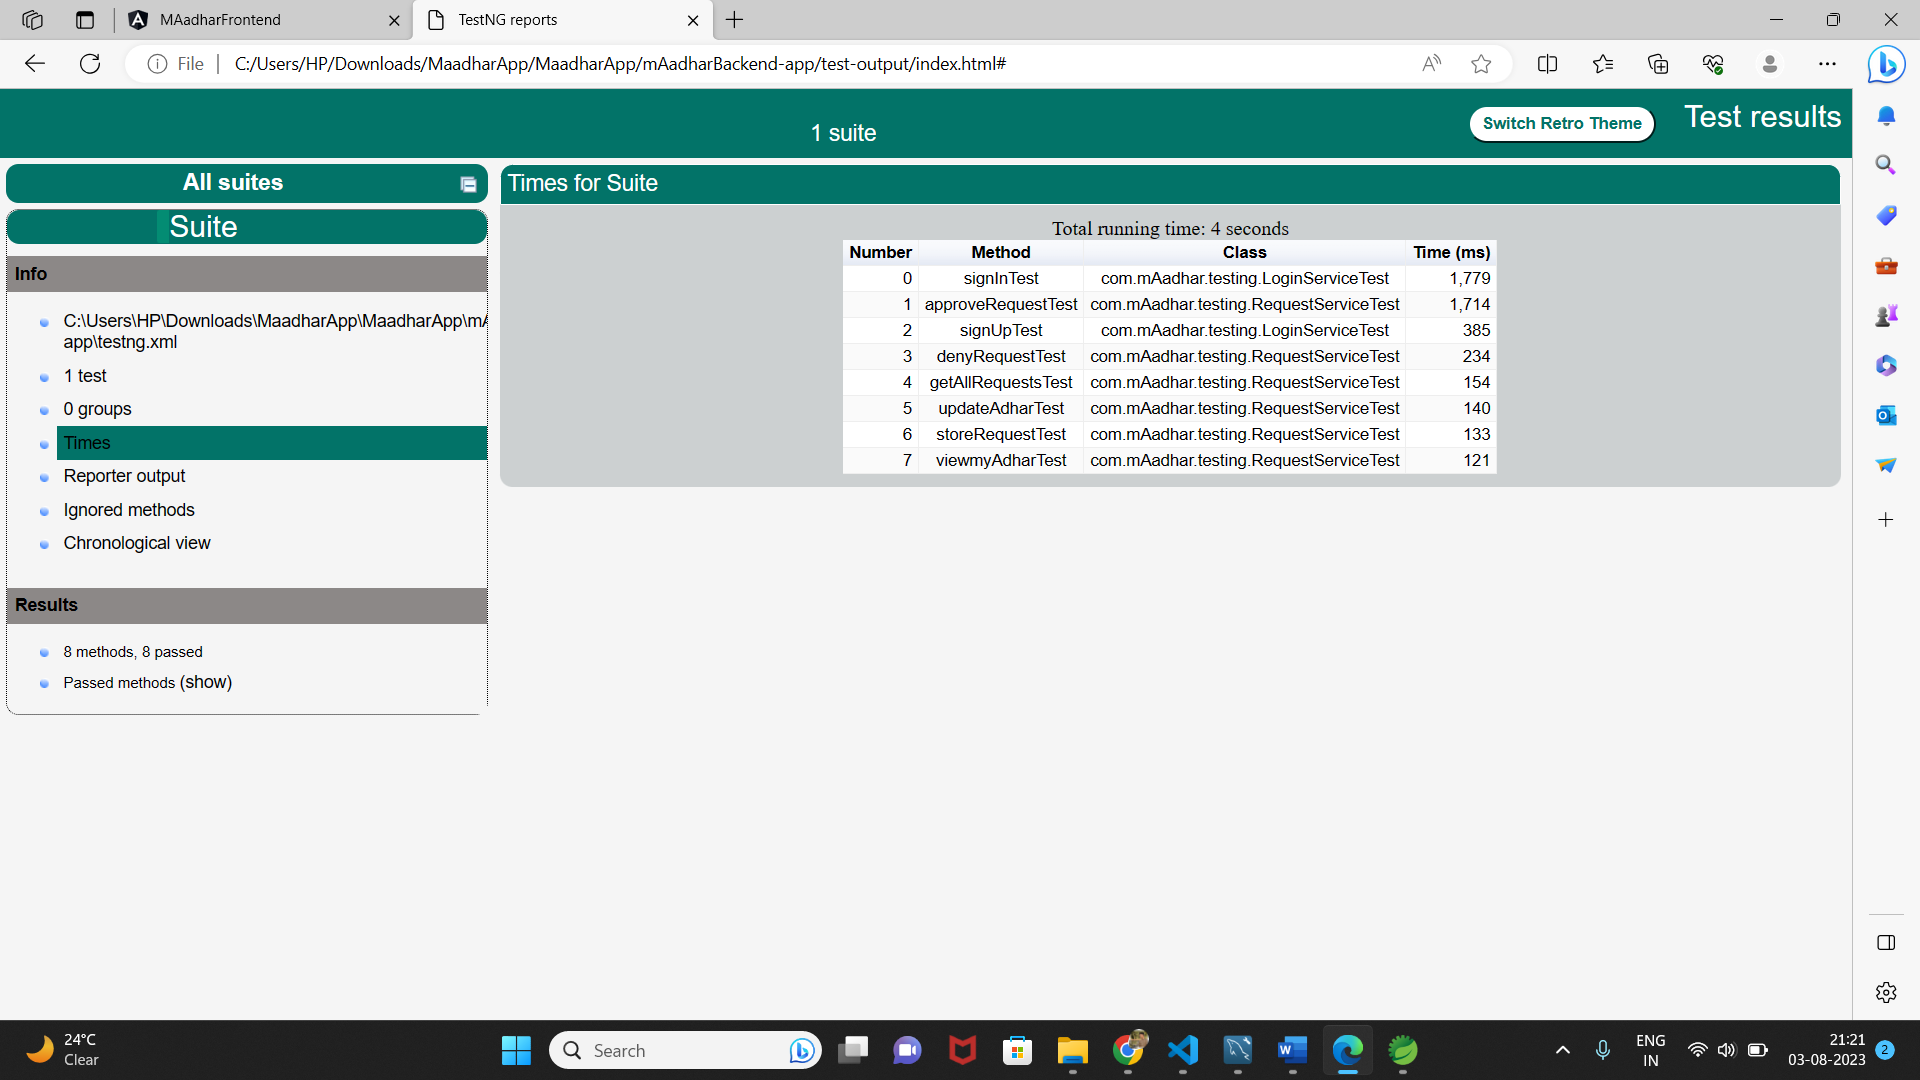 MAadharFrontend
TestNG reports
File
C:/Users/HP/Downloads/MaadharApp/MaadharApp/mAadharBackend-app/test-output/index.html#
1 suite
Switch Retro Theme
Test results
All suites
Suite
Info
C:\Users\HP\Downloads\MaadharApp\MaadharApp\mA
app\testng.xml
1 test
0 groups
Times
Reporter output
Ignored methods
Chronological view
Results
8 methods, 8 passed
Passed methods (show)
Times for Suite
Total running time: 4 seconds
Number Method Class Time (ms)
0 signInTest com.mAadhar.testing.LoginServiceTest 1,779
1 approveRequestTest com.mAadhar.testing.RequestServiceTest 1,714
2 signUpTest com.mAadhar.testing.LoginServiceTest 385
3 denyRequestTest com.mAadhar.testing.RequestServiceTest 234
4 getAllRequestsTest com.mAadhar.testing.RequestServiceTest 154
5 updateAdharTest com.mAadhar.testing.RequestServiceTest 140
6 storeRequestTest com.mAadhar.testing.RequestServiceTest 133
7 viewmyAdharTest com.mAadhar.testing.RequestServiceTest 121
24°C
Clear
Search
ENG
IN
21:21
03-08-2023
2